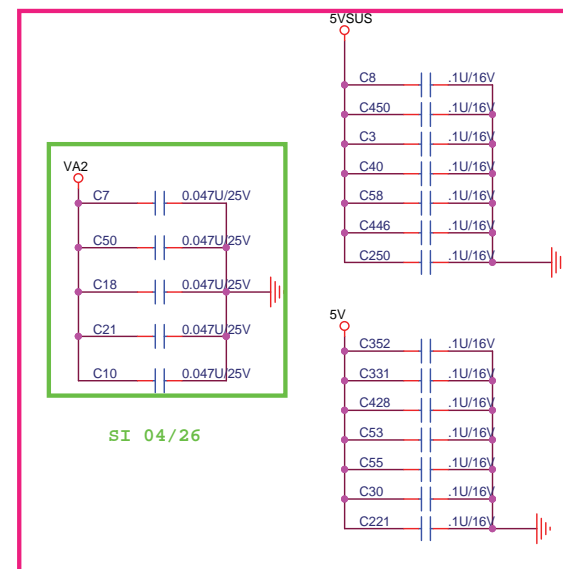 5VSUS
C8 .1U/16V
C450 .1U/16V
C3 .1U/16V
C40 .1U/16V
C58 .1U/16V
C446 .1U/16V
C250 .1U/16V
VA2
C7 0.047U/25V
C50 0.047U/25V
C18 0.047U/25V
C21 0.047U/25V
C10 0.047U/25V
SI 04/26
5V
C352 .1U/16V
C331 .1U/16V
C428 .1U/16V
C53 .1U/16V
C55 .1U/16V
C30 .1U/16V
C221 .1U/16V